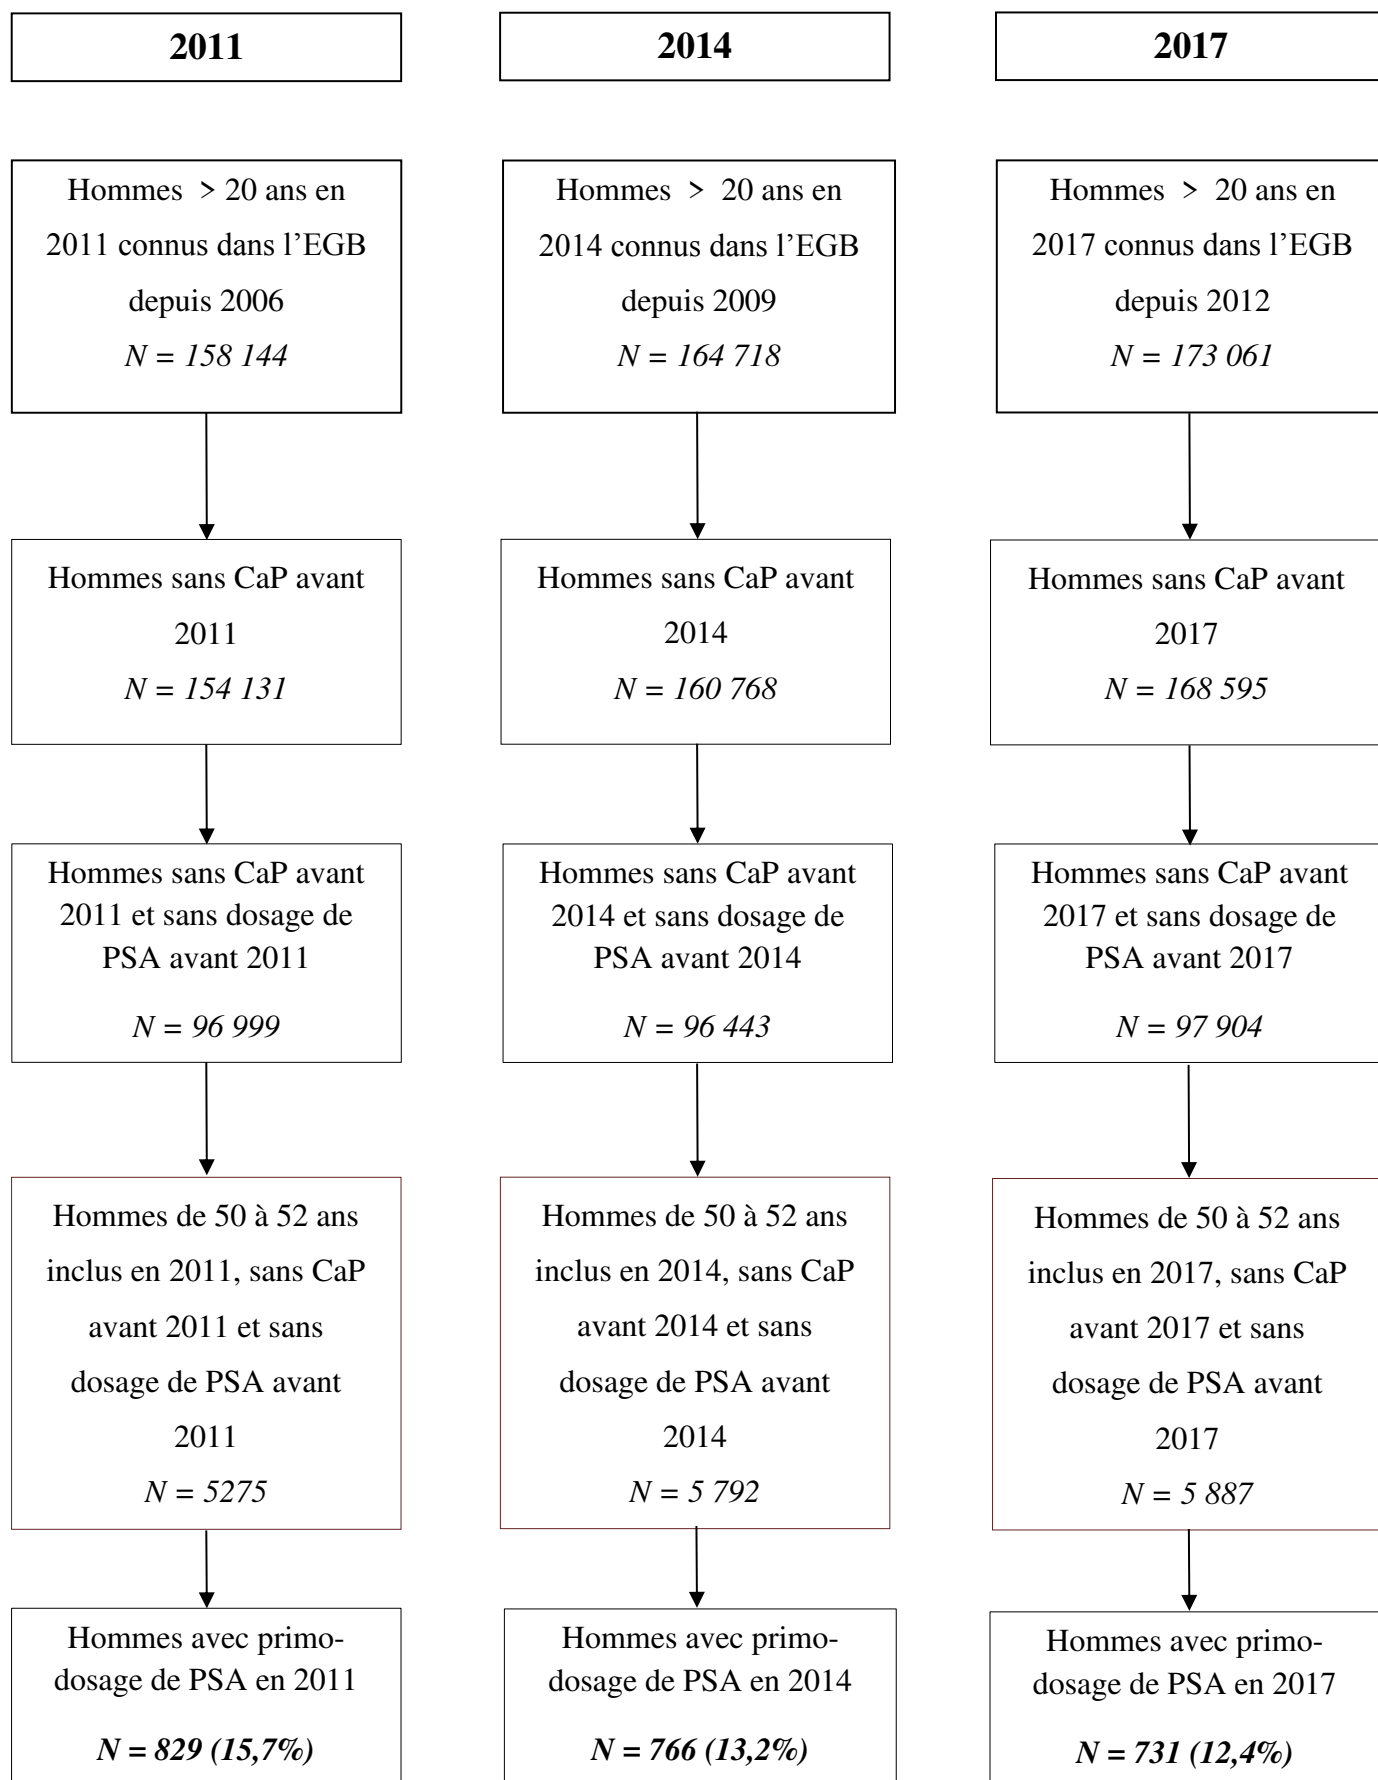 2011
2014
2017
Hommes > 20 ans en
2011 connus dans l’EGB
depuis 2006
N = 158 144
Hommes > 20 ans en
2014 connus dans l’EGB
depuis 2009
N = 164 718
Hommes > 20 ans en
2017 connus dans l’EGB
depuis 2012
N = 173 061
Hommes sans CaP avant
2011
N = 154 131
Hommes sans CaP avant
2014
N = 160 768
Hommes sans CaP avant
2017
N = 168 595
Hommes sans CaP avant
2011 et sans dosage de
PSA avant 2011
N = 96 999
Hommes sans CaP avant
2014 et sans dosage de
PSA avant 2014
N = 96 443
Hommes sans CaP avant
2017 et sans dosage de
PSA avant 2017
N = 97 904
Hommes de 50 à 52 ans
inclus en 2011, sans CaP
avant 2011 et sans
dosage de PSA avant
2011
N = 5275
Hommes de 50 à 52 ans
inclus en 2014, sans CaP
avant 2014 et sans
dosage de PSA avant
2014
N = 5 792
Hommes de 50 à 52 ans
inclus en 2017, sans CaP
avant 2017 et sans
dosage de PSA avant
2017
N = 5 887
Hommes avec primo-
dosage de PSA en 2011
N = 829 (15,7%)
Hommes avec primo-
dosage de PSA en 2014
N = 766 (13,2%)
Hommes avec primo-
dosage de PSA en 2017
N = 731 (12,4%)